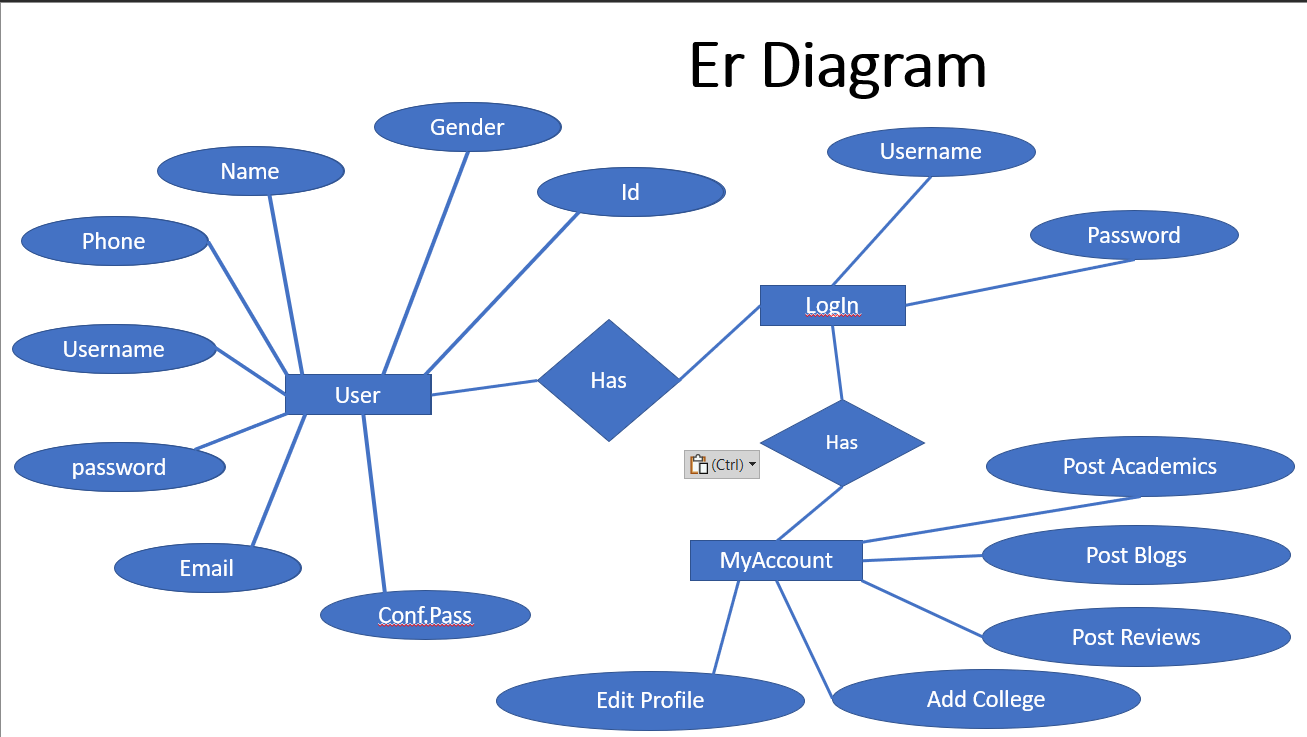 Er Diagram
Gender
Username
Name
Id
Phone
Password
LogIn
Username
Has
User
Has
password
(Ctrl)
Post Academics
Post Blogs
MyAccount
Email
Conf.Pass
Post Reviews
Edit Profile
Add College